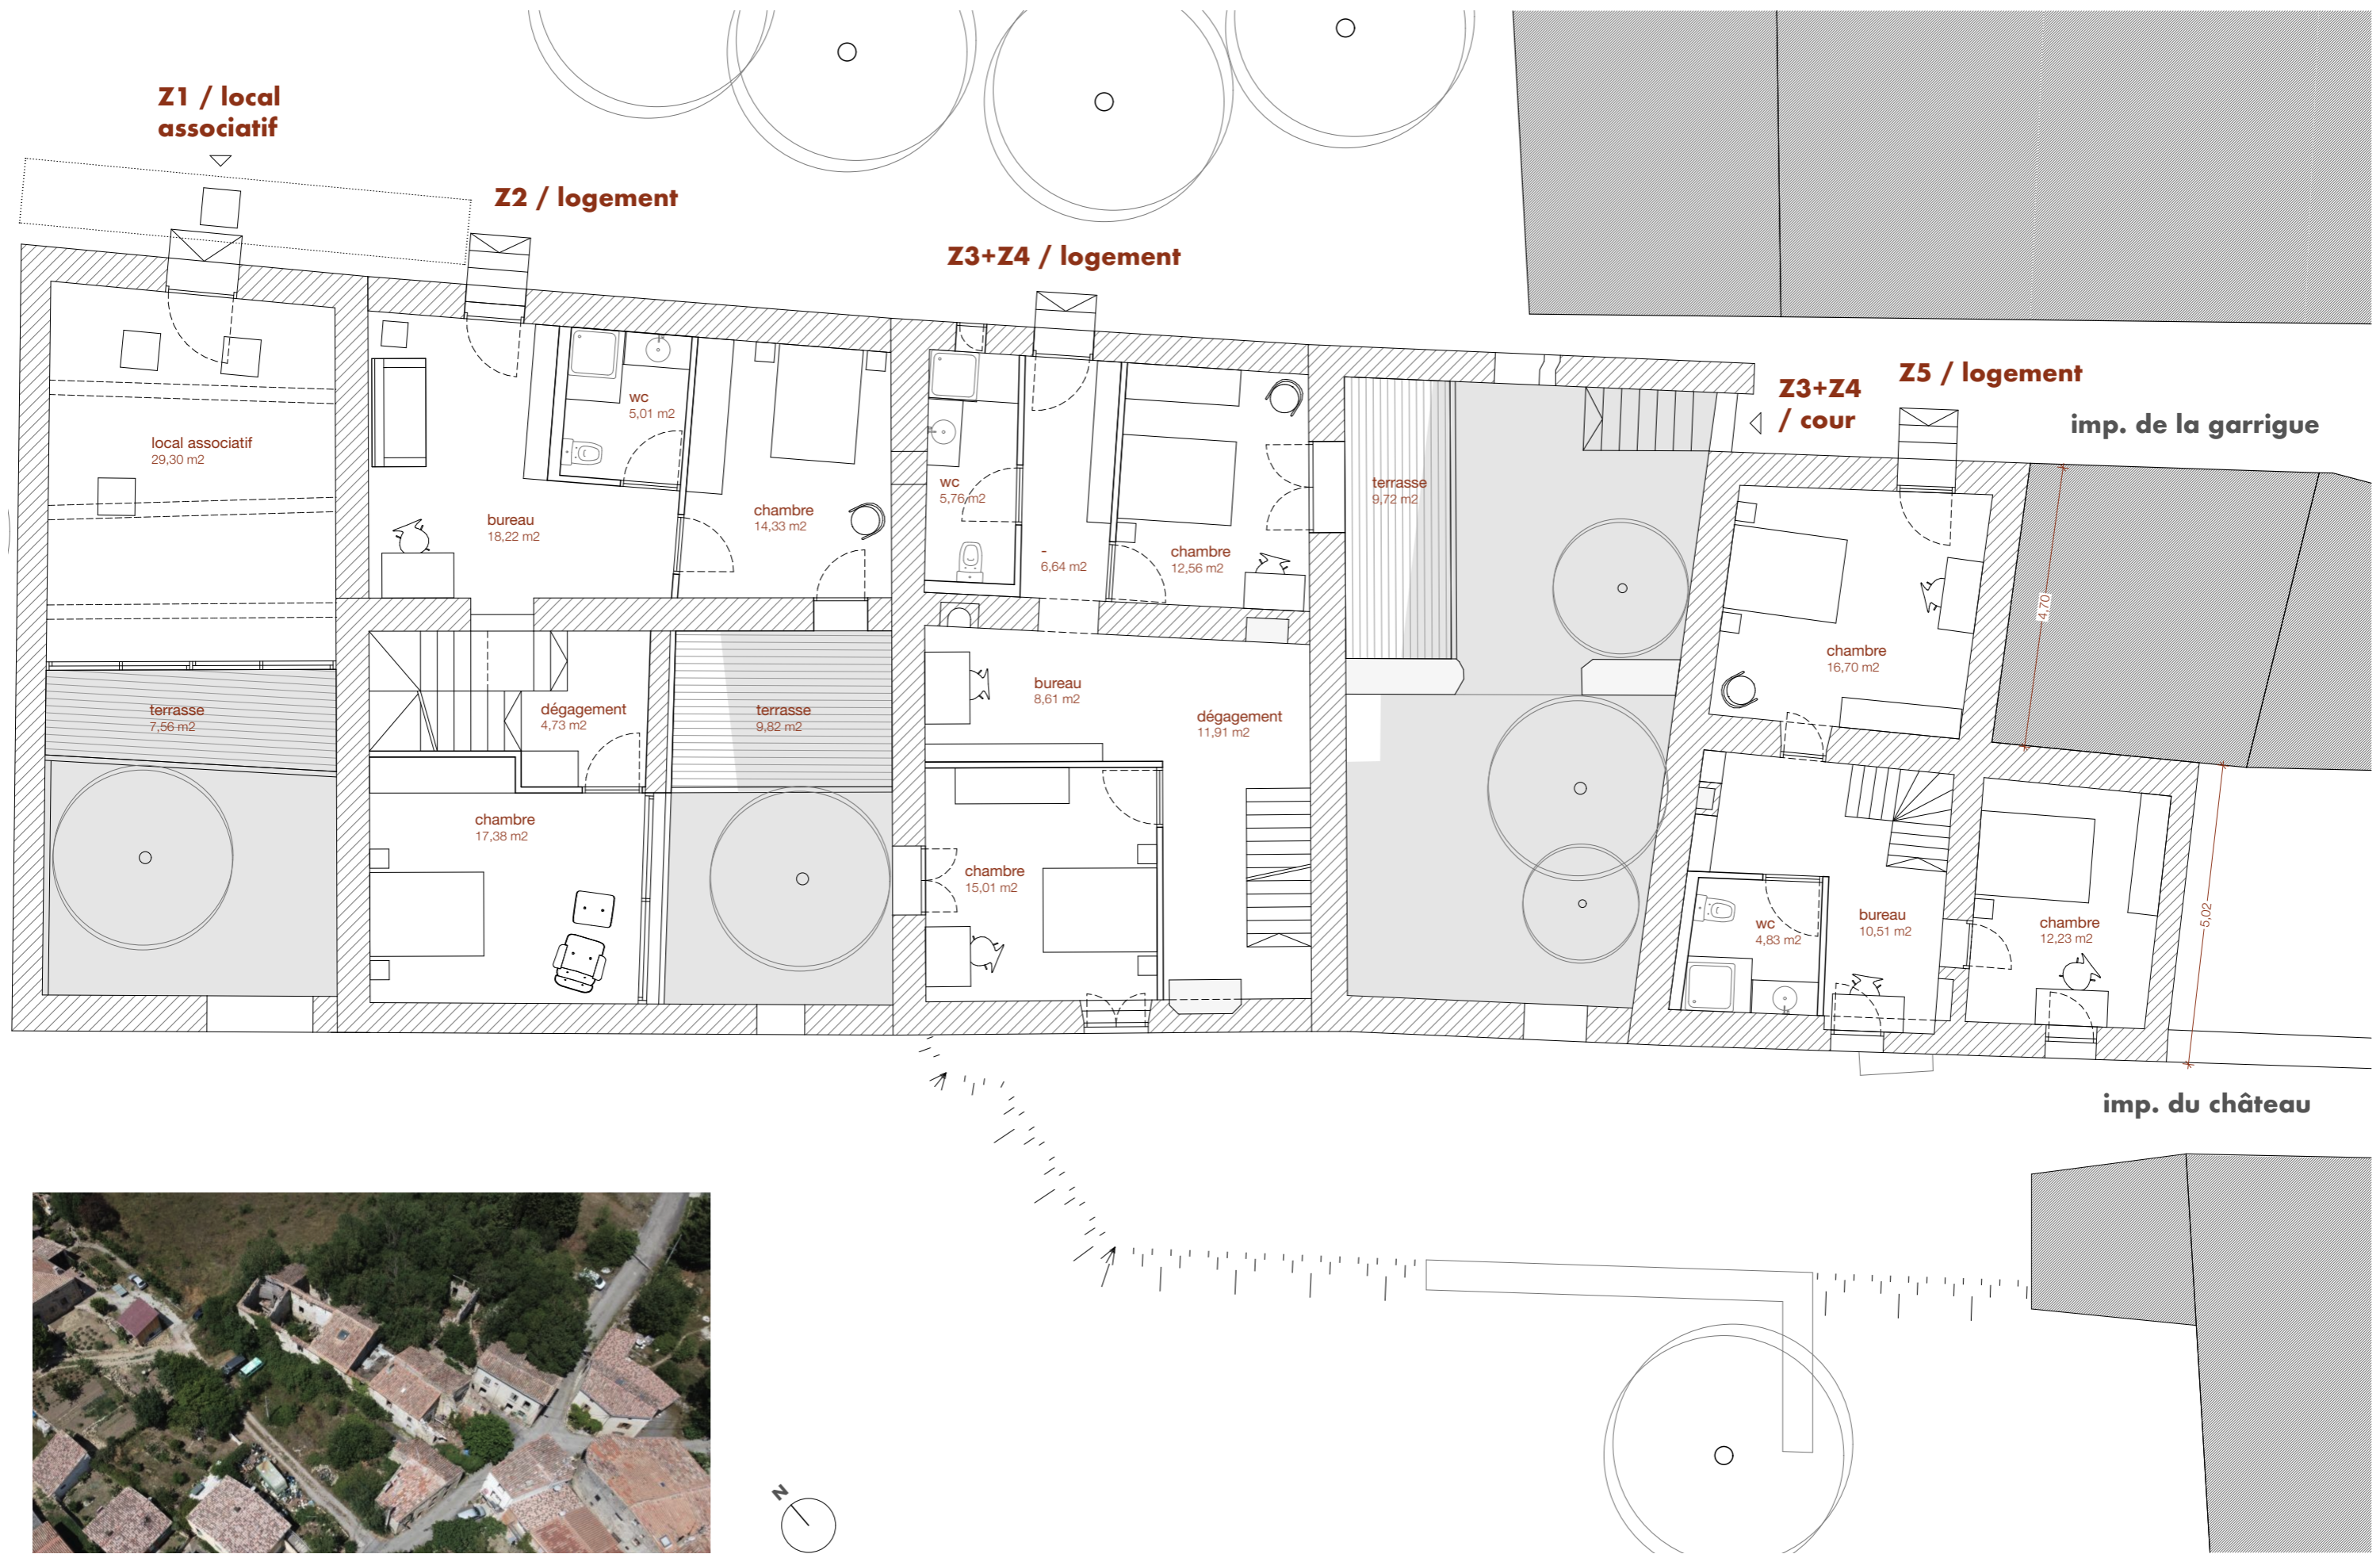 Z1 / local
associatif
Z2 / logement
Z3+Z4 / logement
Z3+Z4
/ cour
Z5 / logement
imp. de la garrigue
local associatif
29,30 m2
terrasse
7,56 m2
bureau
18,22 m2
wc
5,01 m2
chambre
14,33 m2
dégagement
4,73 m2
terrasse
9,82 m2
chambre
17,38 m2
wc
5,76 m2
-
6,64 m2
chambre
12,56 m2
bureau
8,61 m2
dégagement
11,91 m2
chambre
15,01 m2
terrasse
9,72 m2
chambre
16,70 m2
4,70
wc
4,83 m2
bureau
10,51 m2
chambre
12,23 m2
5,02
imp. du château
N